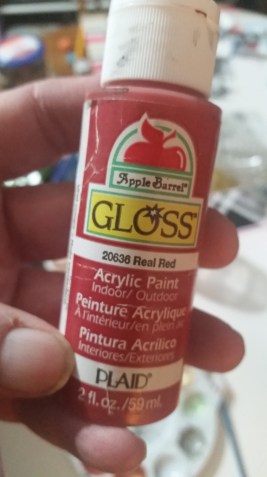 Apple Barrel®
GLOSS™
20636 Real Red
Acrylic Paint
Indoor/ Outdoor
Peinture Acrylique
A l'intérieur/en plein air
Pintura Acrílico
Interiores/Exteriores
PLAID®
2 fl. oz./59 ml.